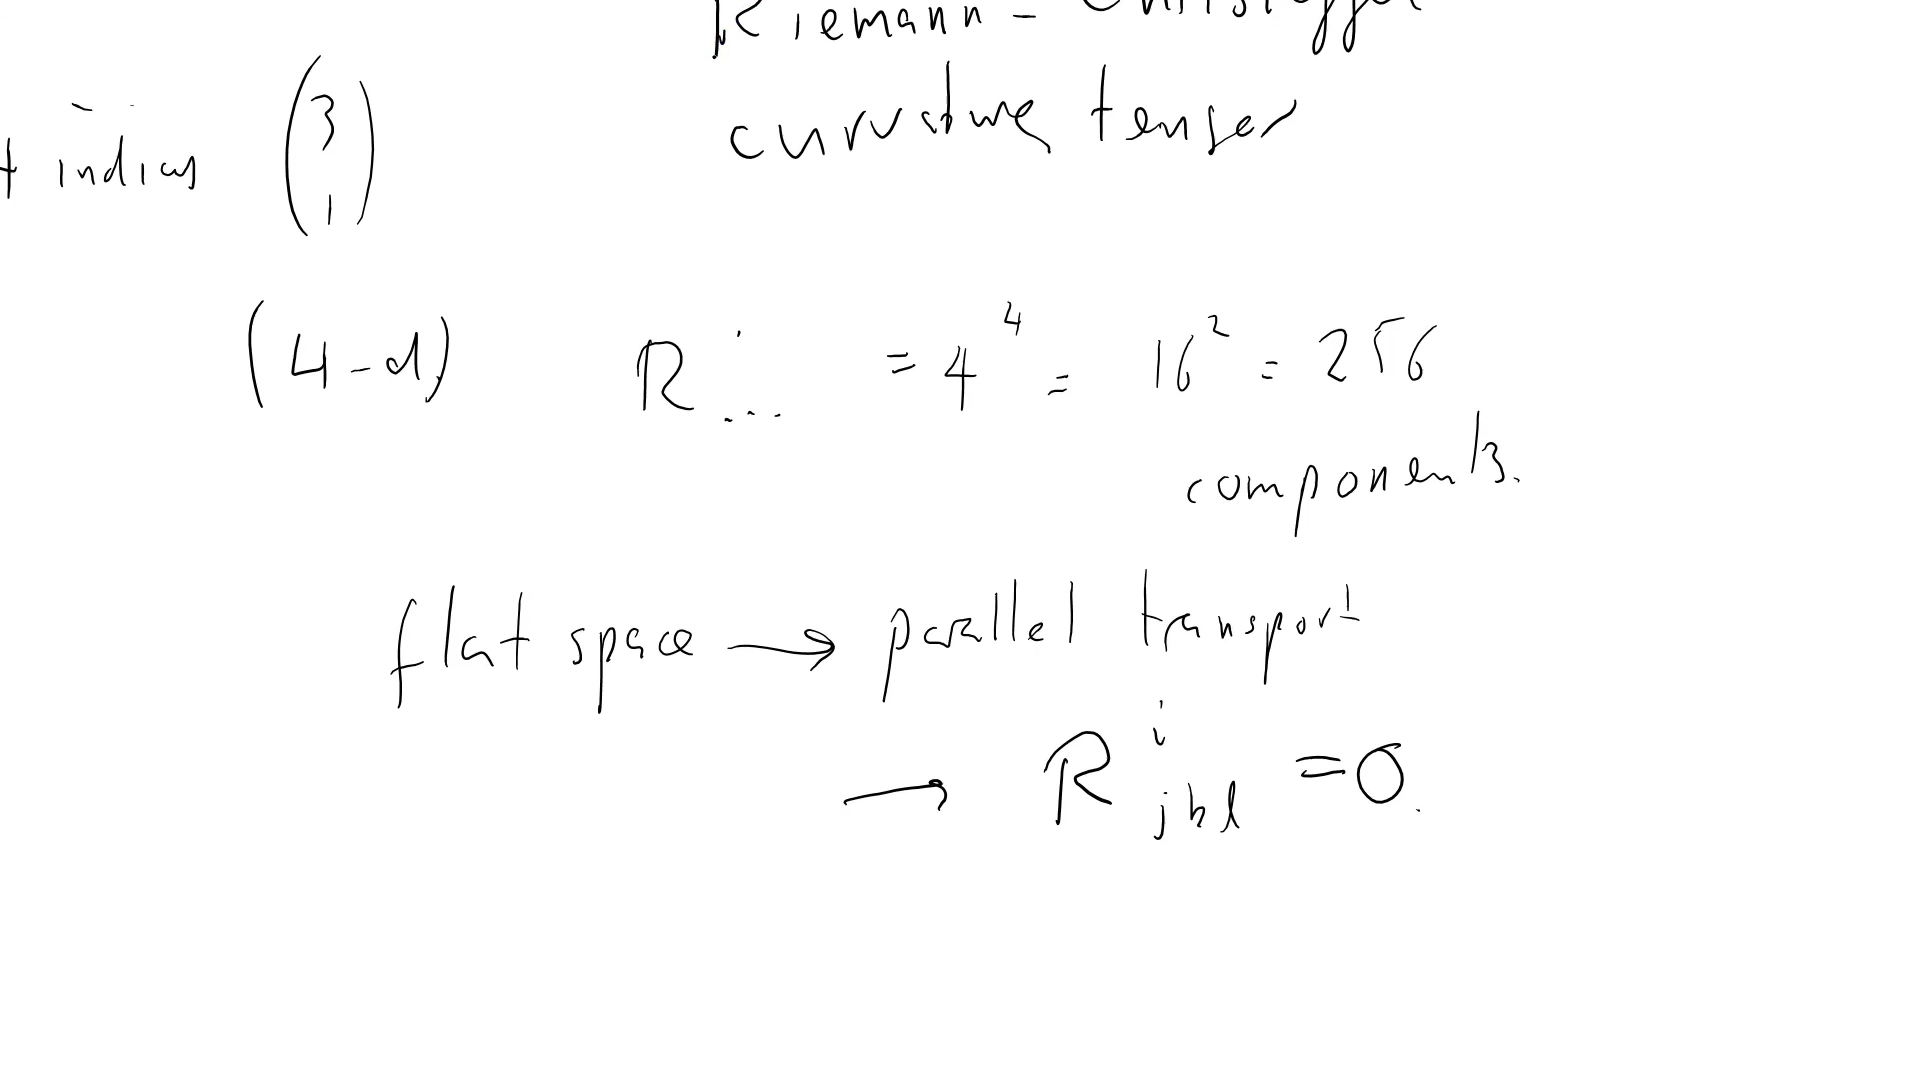 Riemann - Christoffel
curvature tensor
t indices (3 1)
(4-d) R ... = 4^4 = 16^2 = 256
components.
flat space → parallel transport
→ R^i_jkl = 0.